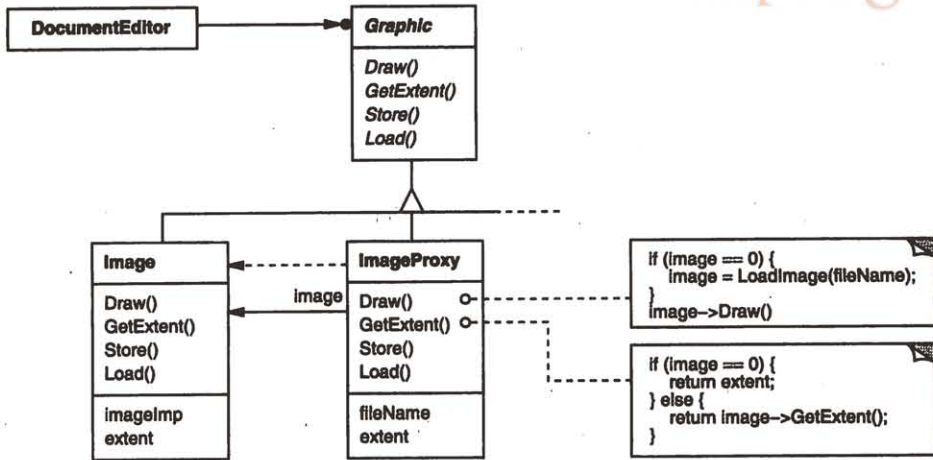 DocumentEditor
Graphic
Draw()
GetExtent()
Store()
Load()
Image
Draw()
GetExtent()
Store()
Load()
imageImp
extent
image
ImageProxy
Draw()
GetExtent()
Store()
Load()
fileName
extent
if (image == 0) {
image = LoadImage(fileName);
}
image->Draw()
if (image == 0) {
return extent;
} else {
return image->GetExtent();
}